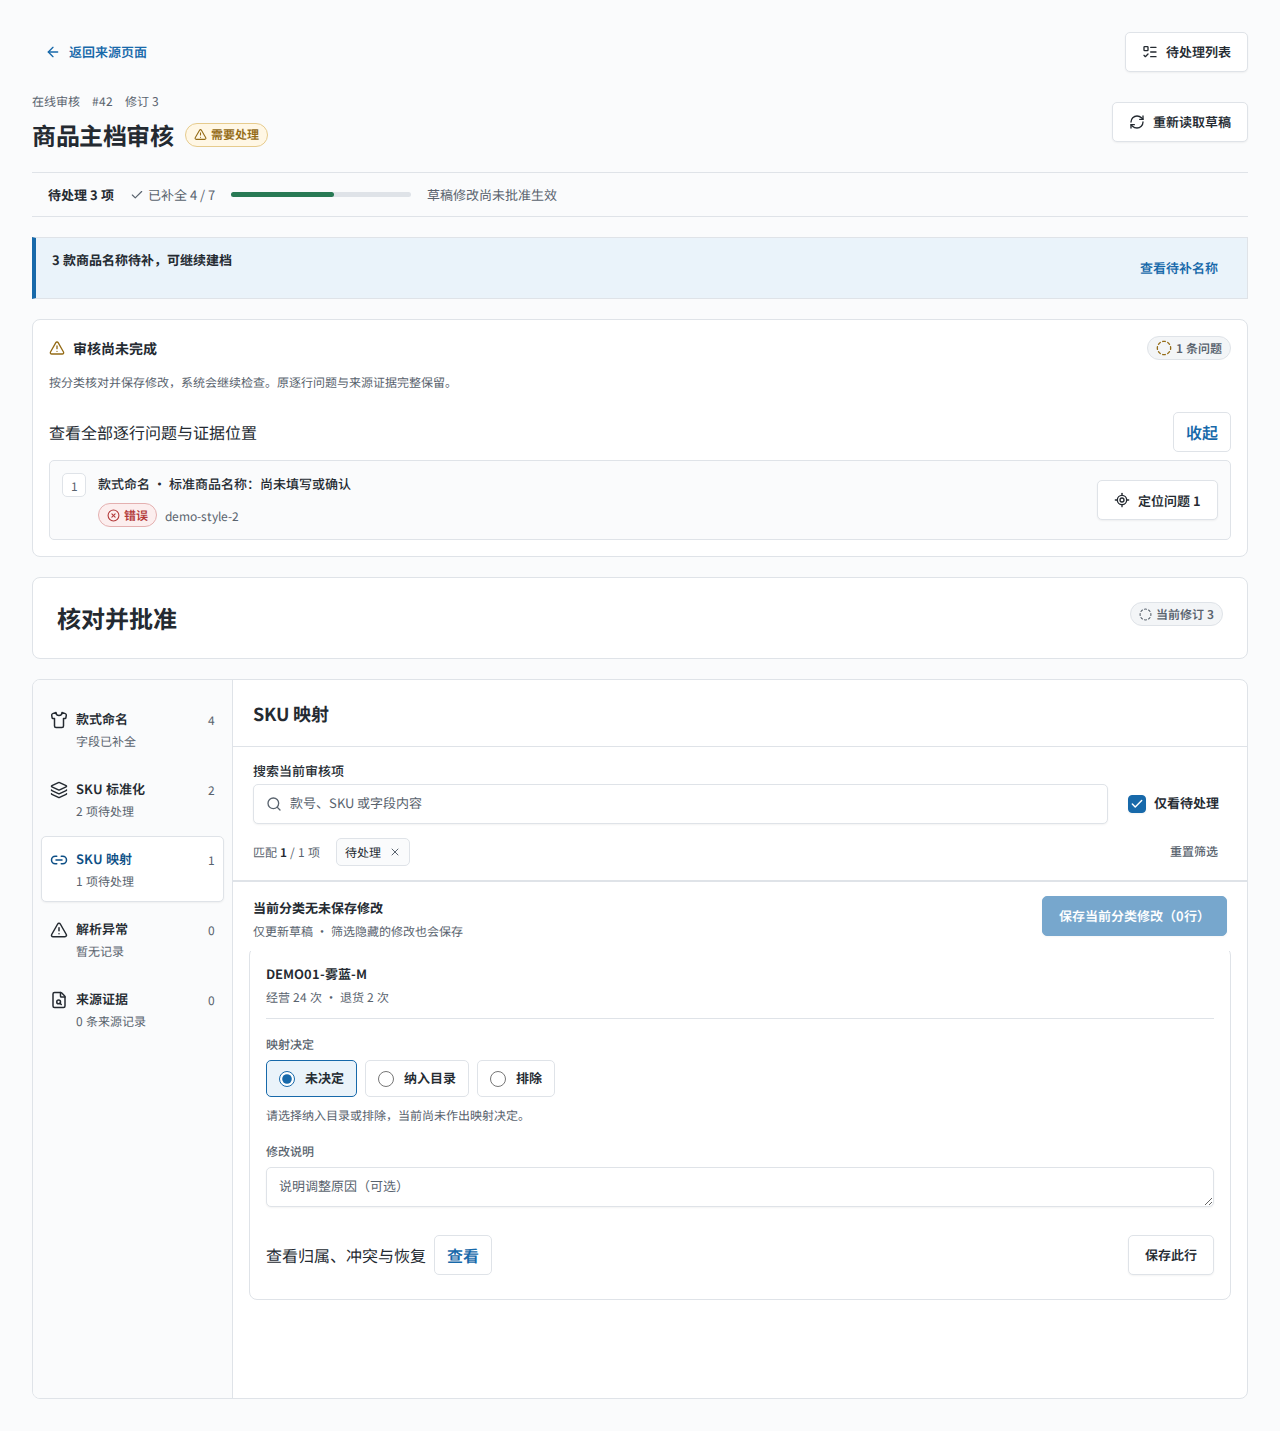 返回来源页面
待处理列表
在线审核 #42 修订 3
商品主档审核 需要处理
重新读取草稿
待处理 3 项 已补全 4 / 7 草稿修改尚未批准生效
3 款商品名称待补，可继续建档
查看待补名称
审核尚未完成
1 条问题
按分类核对并保存修改，系统会继续检查。原逐行问题与来源证据完整保留。
查看全部逐行问题与证据位置
收起
1 款式命名 · 标准商品名称：尚未填写或确认
错误 demo-style-2
定位问题 1
核对并批准
当前修订 3
款式命名 4
字段已补全
SKU 标准化 2
2 项待处理
SKU 映射 1
1 项待处理
解析异常 0
暂无记录
来源证据 0
0 条来源记录
SKU 映射
搜索当前审核项
款号、SKU 或字段内容
仅看待处理
匹配 1 / 1 项 待处理
重置筛选
当前分类无未保存修改
仅更新草稿 · 筛选隐藏的修改也会保存
保存当前分类修改（0行）
DEMO01-雾蓝-M
经营 24 次 · 退货 2 次
映射决定
未决定 纳入目录 排除
请选择纳入目录或排除，当前尚未作出映射决定。
修改说明
说明调整原因（可选）
查看归属、冲突与恢复 查看
保存此行